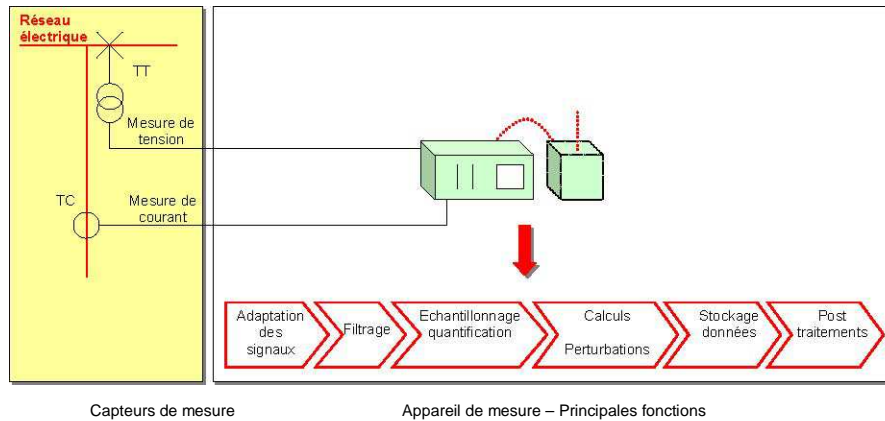 Réseau
électrique
TT
Mesure de
tension
TC
Mesure de
courant
Adaptation
des
signaux
Filtrage
Echantillonnage
quantification
Calculs
Perturbations
Stockage
données
Post
traitements
Capteurs de mesure
Appareil de mesure – Principales fonctions